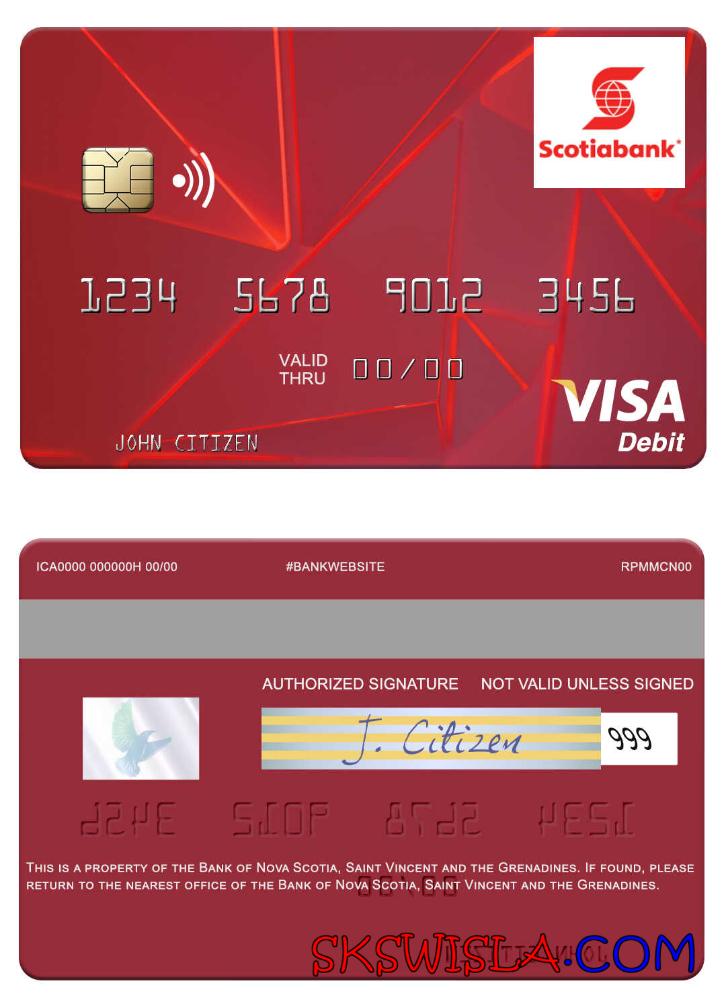 Scotiabank
1234 5678 9012 3456
VALID THRU 00/00
JOHN CITIZEN
VISA
Debit
ICA0000 000000H 00/00 #BANKWEBSITE RPMMCN00
AUTHORIZED SIGNATURE NOT VALID UNLESS SIGNED
J. Citizen 999
THIS IS A PROPERTY OF THE BANK OF NOVA SCOTIA, SAINT VINCENT AND THE GRENADINES. IF FOUND, PLEASE
RETURN TO THE NEAREST OFFICE OF THE BANK OF NOVA SCOTIA, SAINT VINCENT AND THE GRENADINES.
SKSWISLA.COM